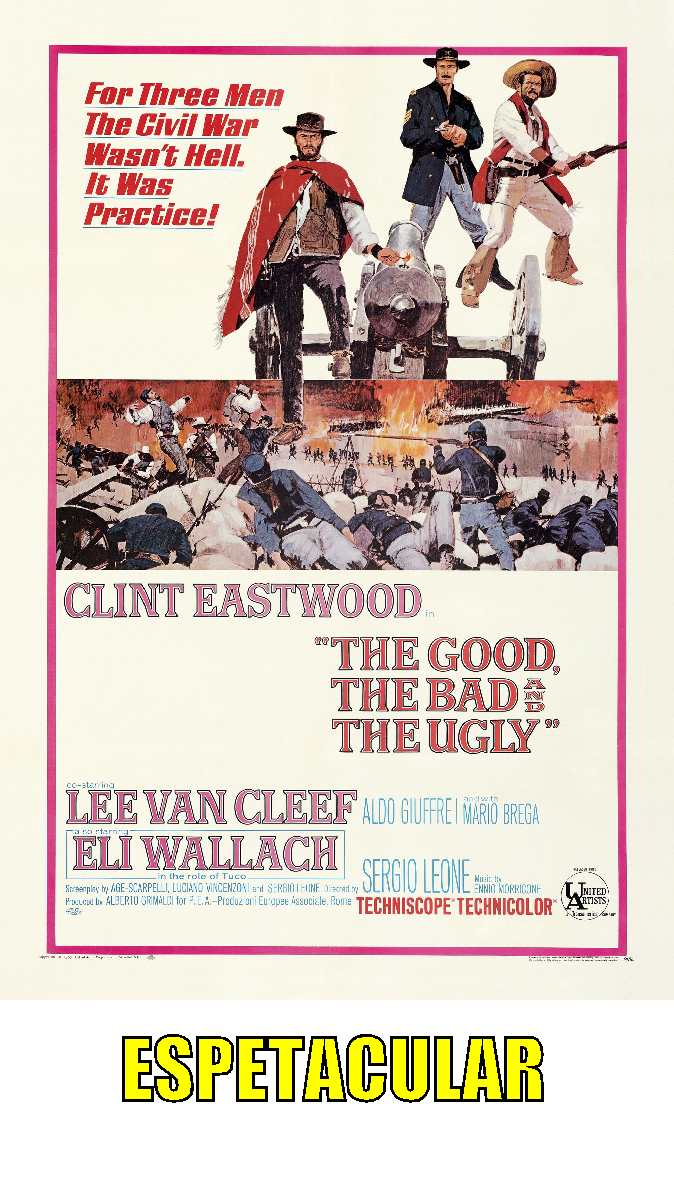 For Three Men
The Civil War
Wasn't Hell.
It Was
Practice!
CLINT EASTWOOD in
"THE GOOD,
THE BAD AND
THE UGLY"
co-starring
LEE VAN CLEEF
ALDO GIUFFRE |
and with
MARIO BREGA
also starring
ELI WALLACH
in the role of Tuco
Screenplay by AGE-SCARPELLI, LUCIANO VINCENZONI and SERGIO LEONE Directed by
SERGIO LEONE
Music by
ENNIO MORRICONE
Produced by ALBERTO GRIMALDI for P.E.A.-Produzioni Europee Associate, Rome
TECHNISCOPE TECHNICOLOR
UNITED
ARTISTS
ESPETACULAR